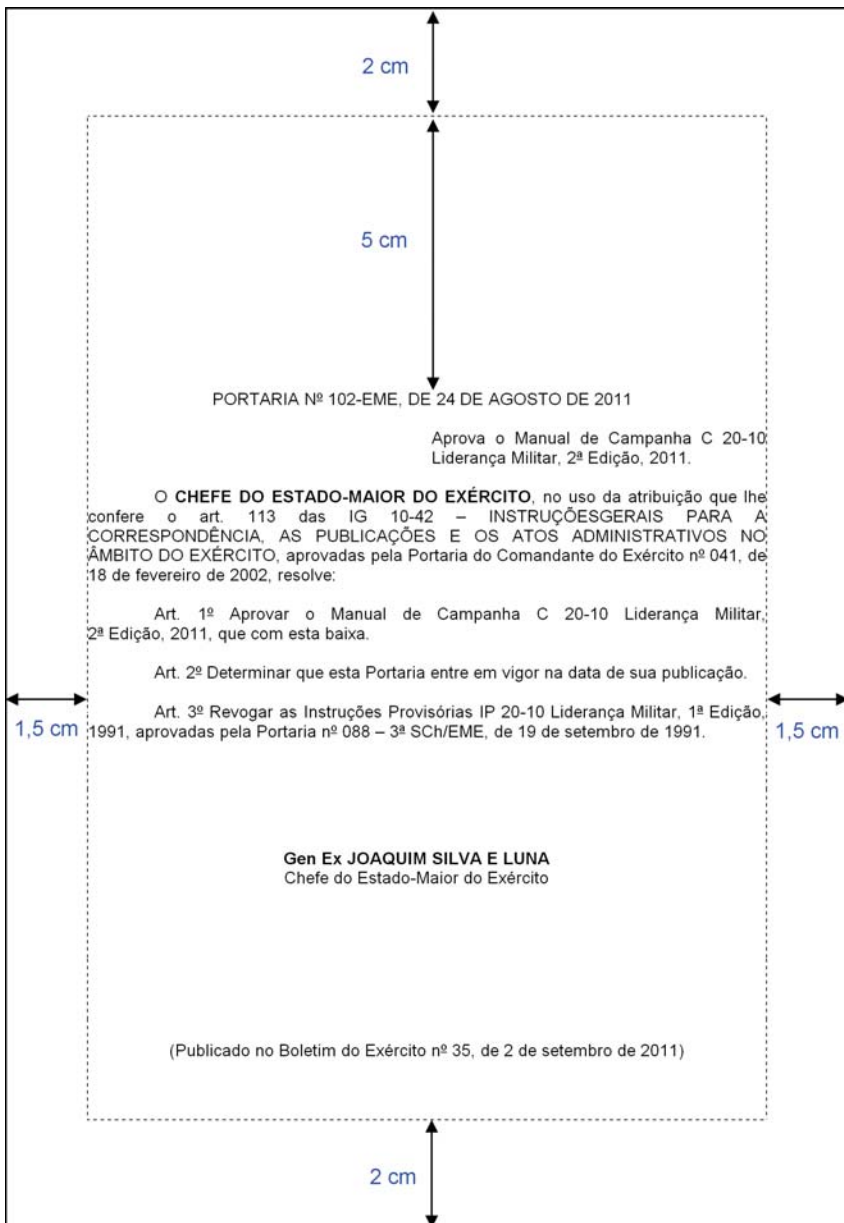 2 cm
5 cm
PORTARIA Nº 102-EME, DE 24 DE AGOSTO DE 2011
Aprova o Manual de Campanha C 20-10
Liderança Militar, 2ª Edição, 2011.
O CHEFE DO ESTADO-MAIOR DO EXÉRCITO, no uso da atribuição que lhe
confere o art. 113 das IG 10-42 – INSTRUÇÕESGERAIS PARA A
CORRESPONDÊNCIA, AS PUBLICAÇÕES E OS ATOS ADMINISTRATIVOS NO
ÂMBITO DO EXÉRCITO, aprovadas pela Portaria do Comandante do Exército nº 041, de
18 de fevereiro de 2002, resolve:
Art. 1º Aprovar o Manual de Campanha C 20-10 Liderança Militar,
2ª Edição, 2011, que com esta baixa.
Art. 2º Determinar que esta Portaria entre em vigor na data de sua publicação.
Art. 3º Revogar as Instruções Provisórias IP 20-10 Liderança Militar, 1ª Edição,
1,5 cm 1991, aprovadas pela Portaria nº 088 – 3ª SCh/EME, de 19 de setembro de 1991. 1,5 cm
Gen Ex JOAQUIM SILVA E LUNA
Chefe do Estado-Maior do Exército
(Publicado no Boletim do Exército nº 35, de 2 de setembro de 2011)
2 cm